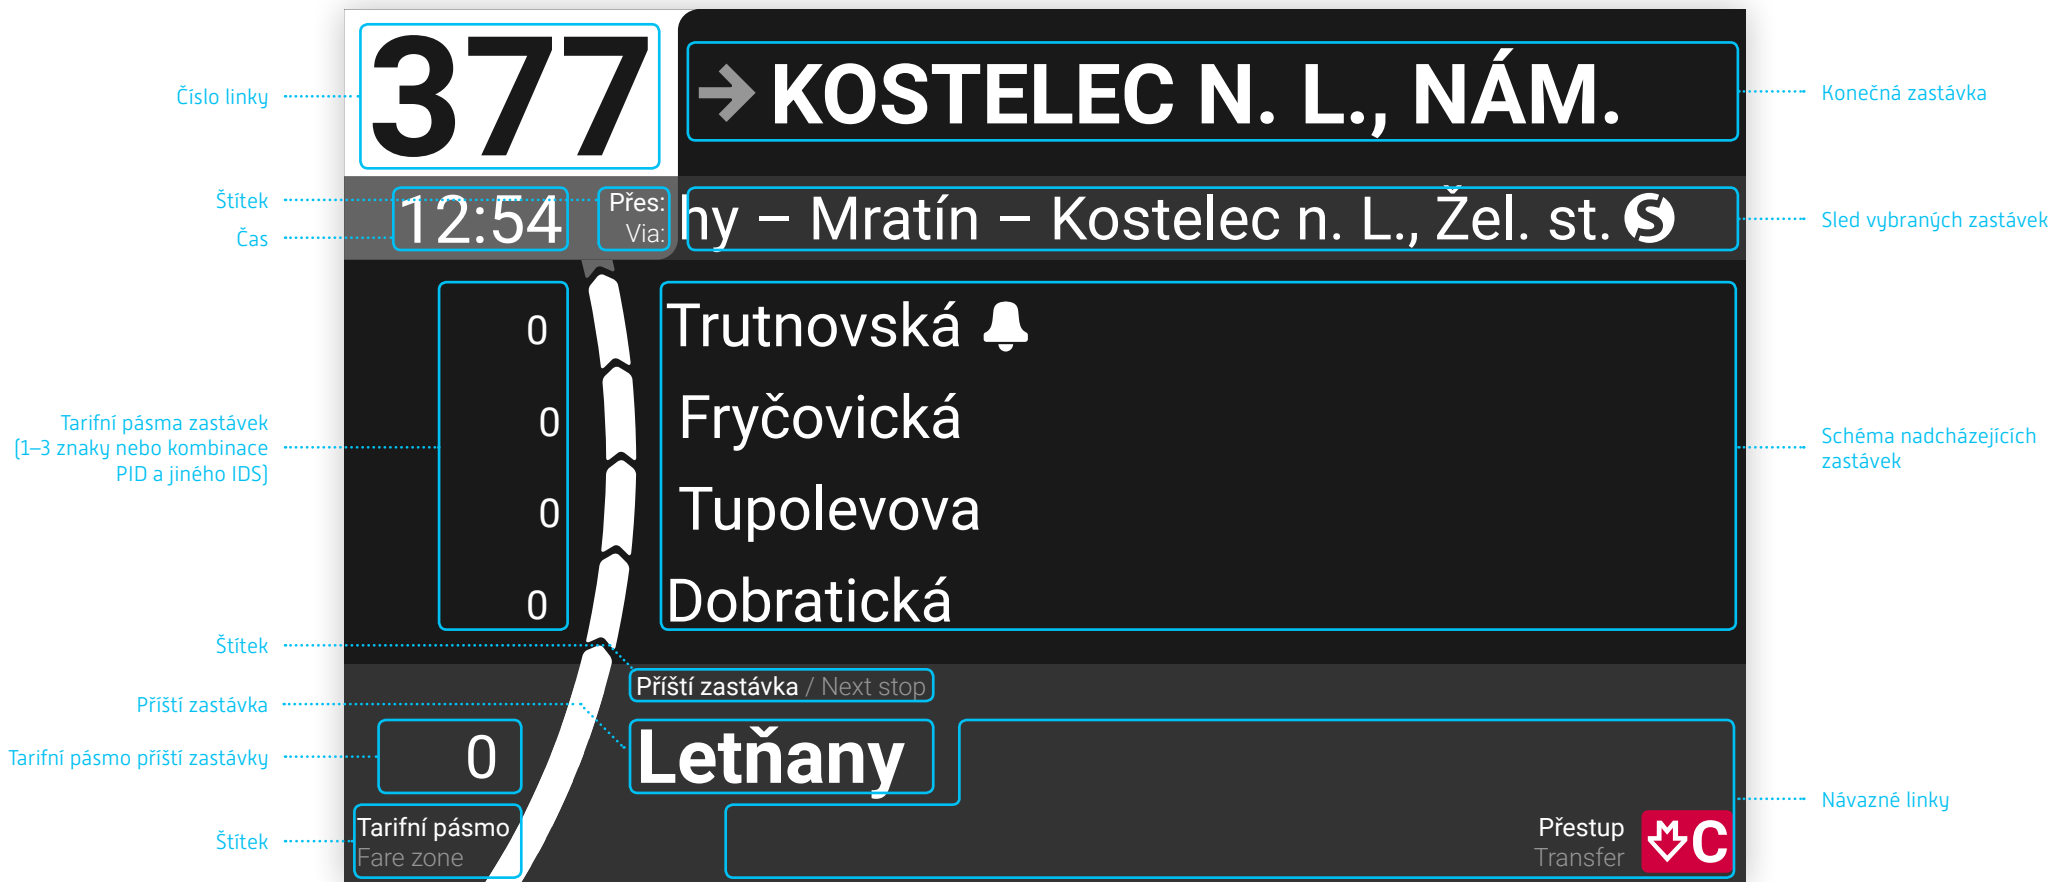 377
→ KOSTELEC N. L., NÁM.
Číslo linky
Konečná zastávka
Štítek
Čas
12:54
Přes:
Via:
hy – Mratín – Kostelec n. L., Žel. st. S
Sled vybraných zastávek
0 Trutnovská
0 Fryčovická
0 Tupolevova
0 Dobratická
Tarifní pásma zastávek
(1–3 znaky nebo kombinace
PID a jiného IDS)
Schéma nadcházejících
zastávek
Štítek
Příští zastávka / Next stop
Příští zastávka
Tarifní pásmo příští zastávky
0 Letňany
Návazné linky
Štítek
Tarifní pásmo
Fare zone
Přestup
Transfer
M C